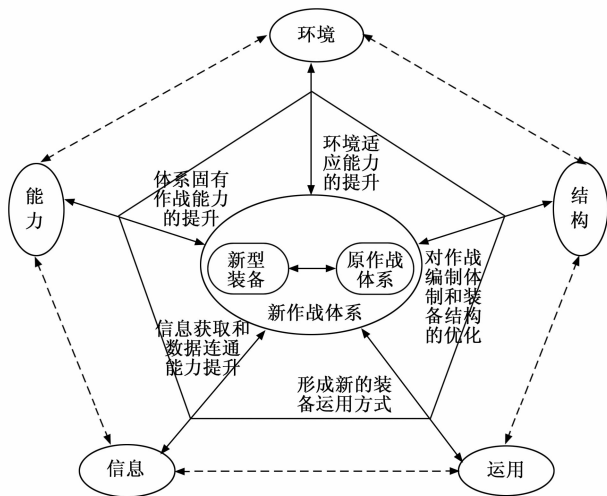 环境
环境适
应能力
的提升
体系固有
作战能力
的提升
能
力
结
构
新型
装备
原作战
体系
新作战体系
对作战
编制体
制和装
备结构
的优化
信息获取和
数据连通
能力提升
形成新的装
备运用方式
信息
运用